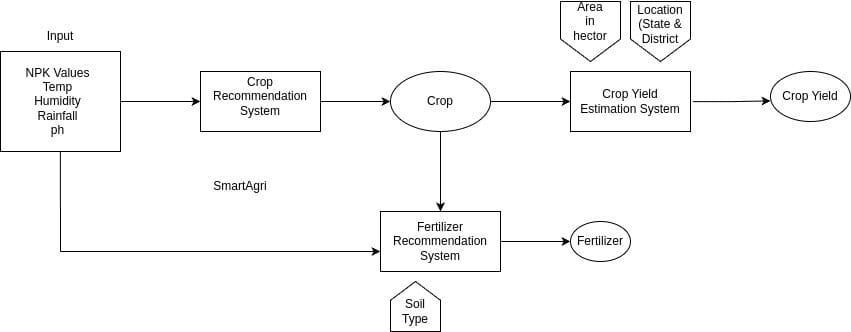 Input
NPK Values
Temp
Humidity
Rainfall
ph
Crop
Recommendation
System
Crop
Area
in
hector
Location
(State &
District
Crop Yield
Estimation System
Crop Yield
SmartAgri
Fertilizer
Recommendation
System
Fertilizer
Soil
Type